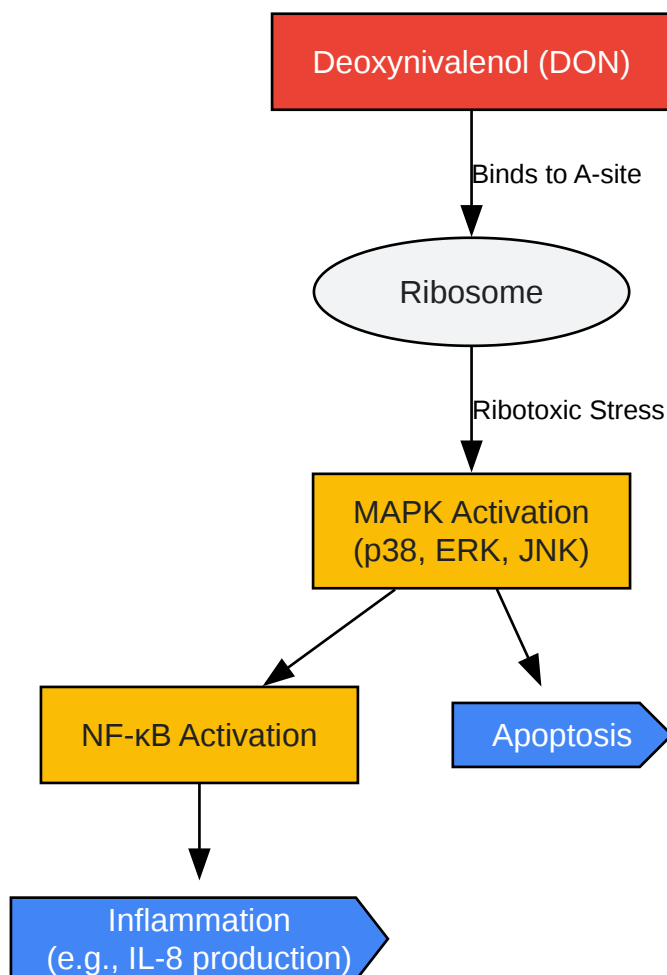 Deoxynivalenol (DON)
Binds to A-site
Ribosome
Ribotoxic Stress
MAPK Activation
(p38, ERK, JNK)
NF-κB Activation
Apoptosis
Inflammation
(e.g., IL-8 production)